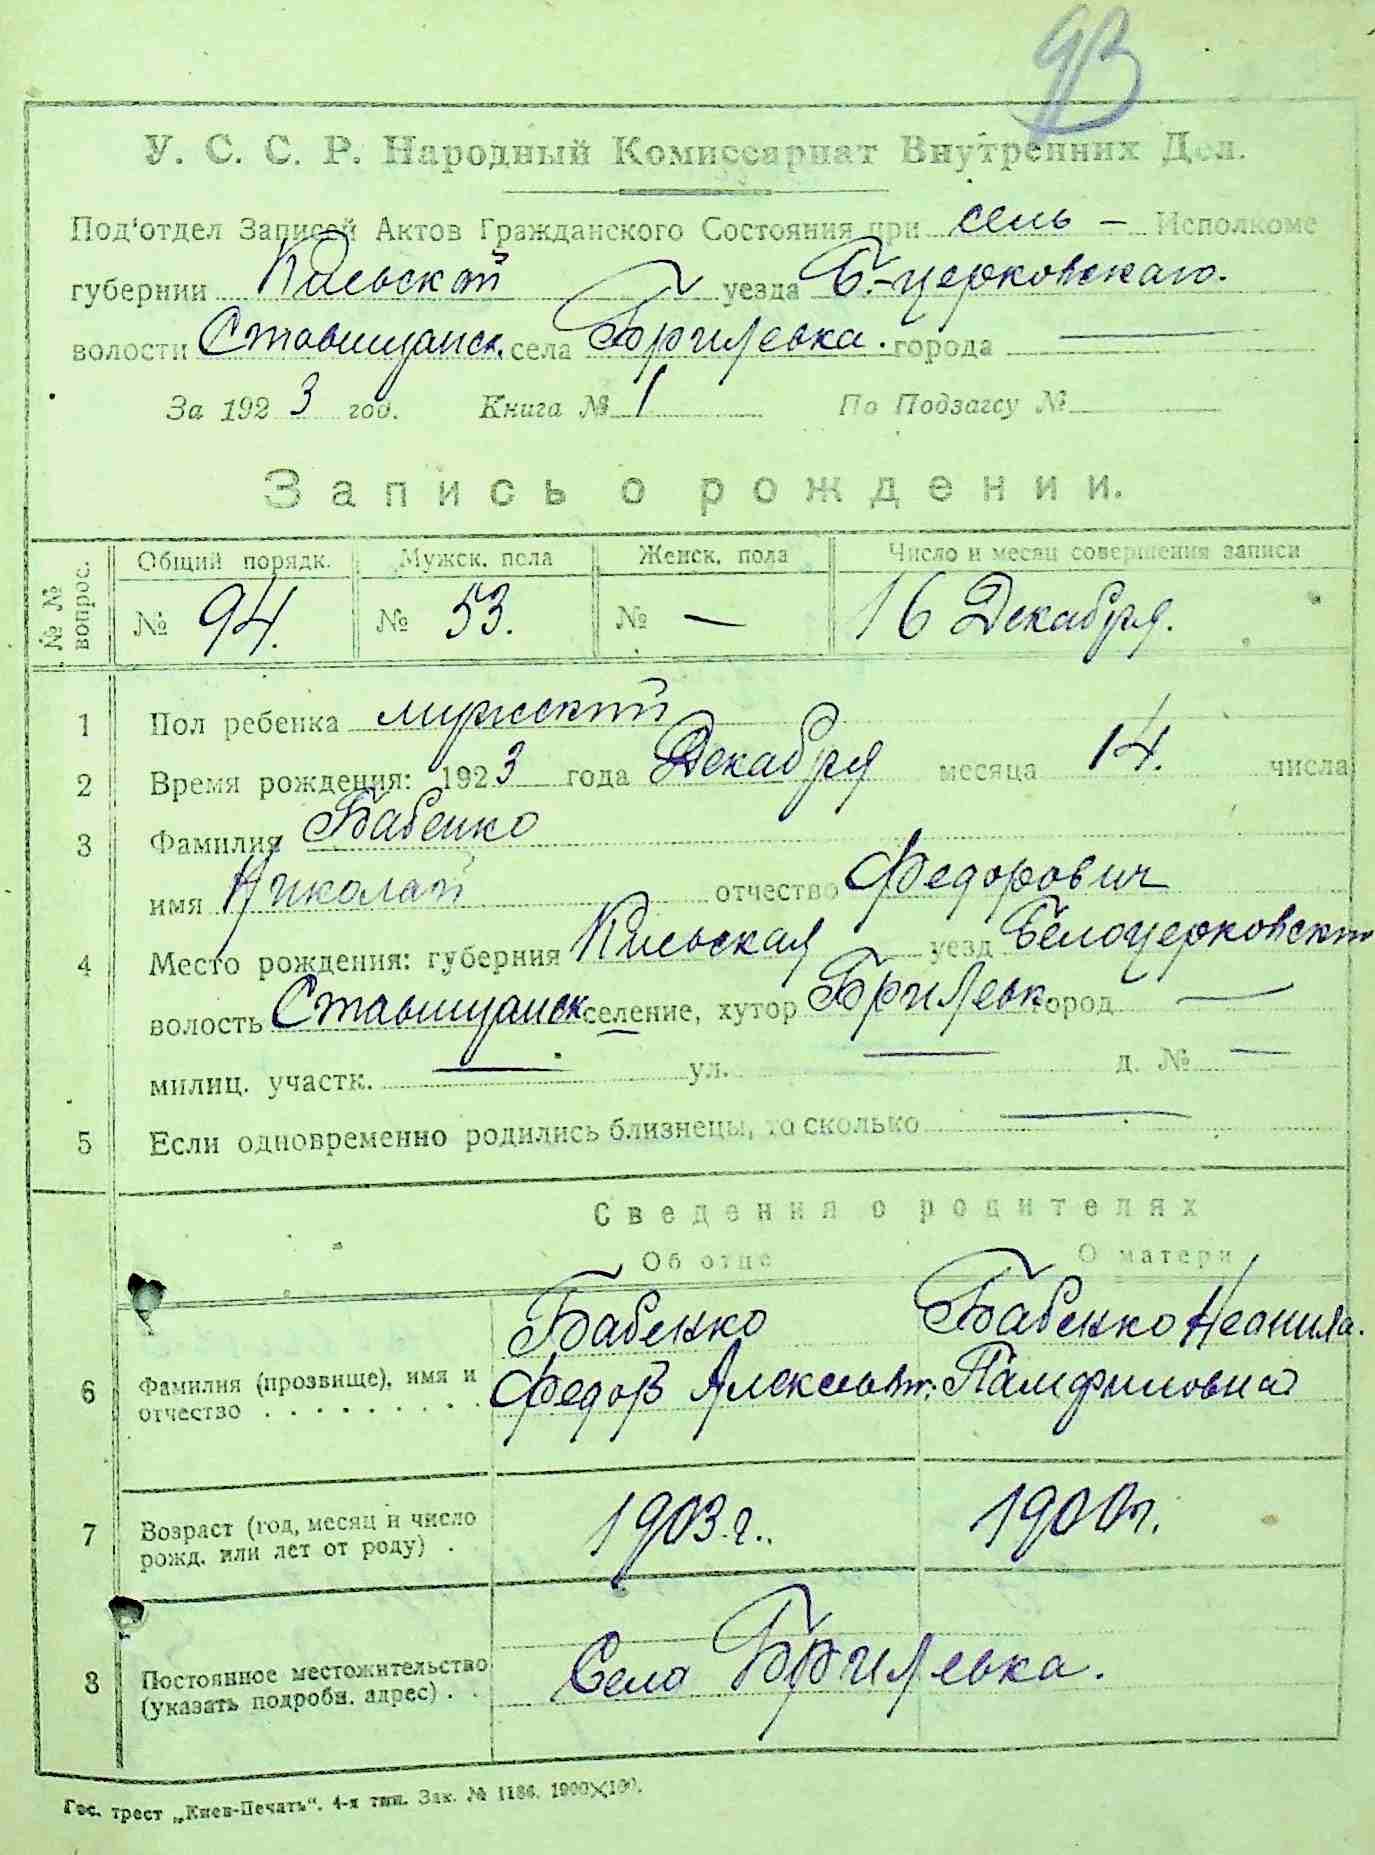 93
У. С. С. Р. Народный Комиссариат Внутренних Дел.
Под'отдел Записей Актов Гражданского Состояния при сель - Исполкоме
губернии Киевской уезда Б.-церковскаго.
волости Ставищанск. села Бриглевка. города —
За 1923 год. Книга № 1 По Подзагсу №
Запись о рождении.
№ № вопрос. Общий порядк. Мужск. пола Женск. пола Число и месяц совершения записи
№ 94. № 53. № — 16 Декабря.
1 Пол ребенка мужской
2 Время рождения: 1923 года Декабря месяца 14. числа
3 Фамилия Бабенко
имя Николай отчество Федорович
4 Место рождения: губерния Киевская уезд Белоцерковский
волость Ставищанск селение, хутор город —
милиц. участк. — ул. — д. № —
5 Если одновременно родились близнецы, то сколько —
Сведения о родителях
Об отце О матери
Бабенко Бабенко Неонила.
6 Фамилия (прозвище), имя и отчество . . . . . . . . . Федор Памфиловна
7 Возраст (год, месяц и число рожд. или лет от роду) . 1903 г. 1900 г.
8 Постоянное местожительство (указать подробн. адрес) . . Село Бриглевка.
Гос. трест „Киев-Печать". 4-я тип. Зак. № 1186. 1000×100.